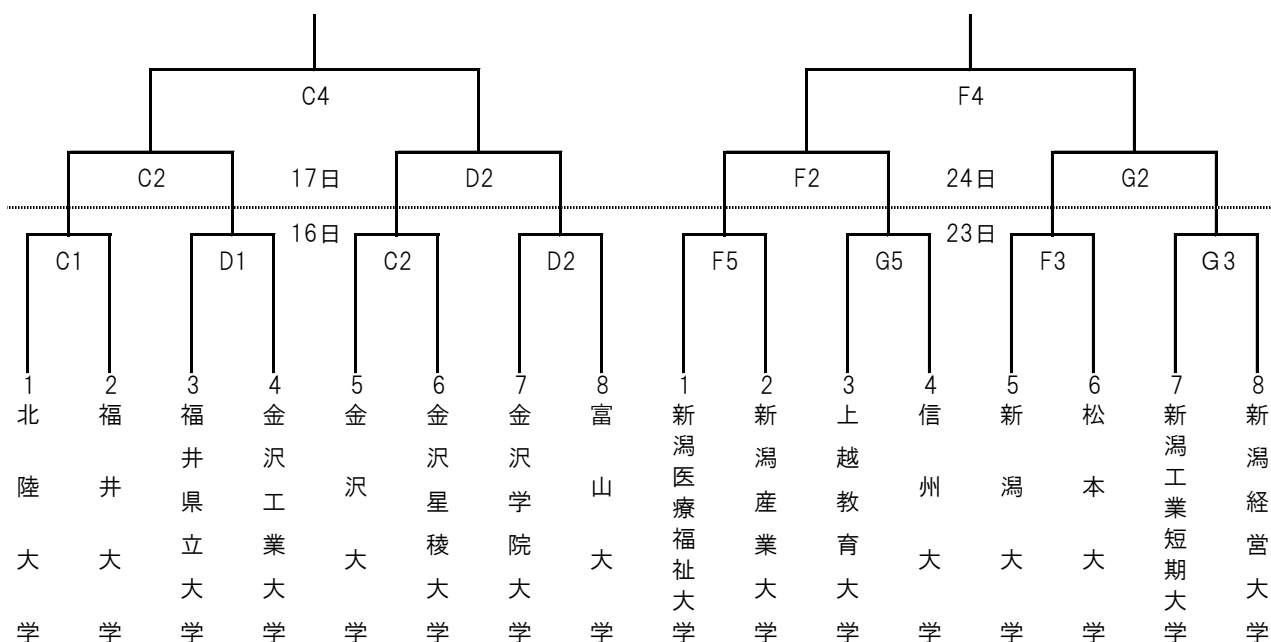 C4 F4
C2 17日 D2 F2 24日 G2
16日 23日
C1 D1 C2 D2 F5 G5 F3 G3
1 2 3 4 5 6 7 8 1 2 3 4 5 6 7 8
北陸大学
福井大学
福井県立大学
金沢工業大学
金沢大学
金沢星稜大学
金沢学院大学
富山大学
新潟医療福祉大学
新潟産業大学
上越教育大学
信州大学
新潟大学
松本大学
新潟工業短期大学
新潟経営大学